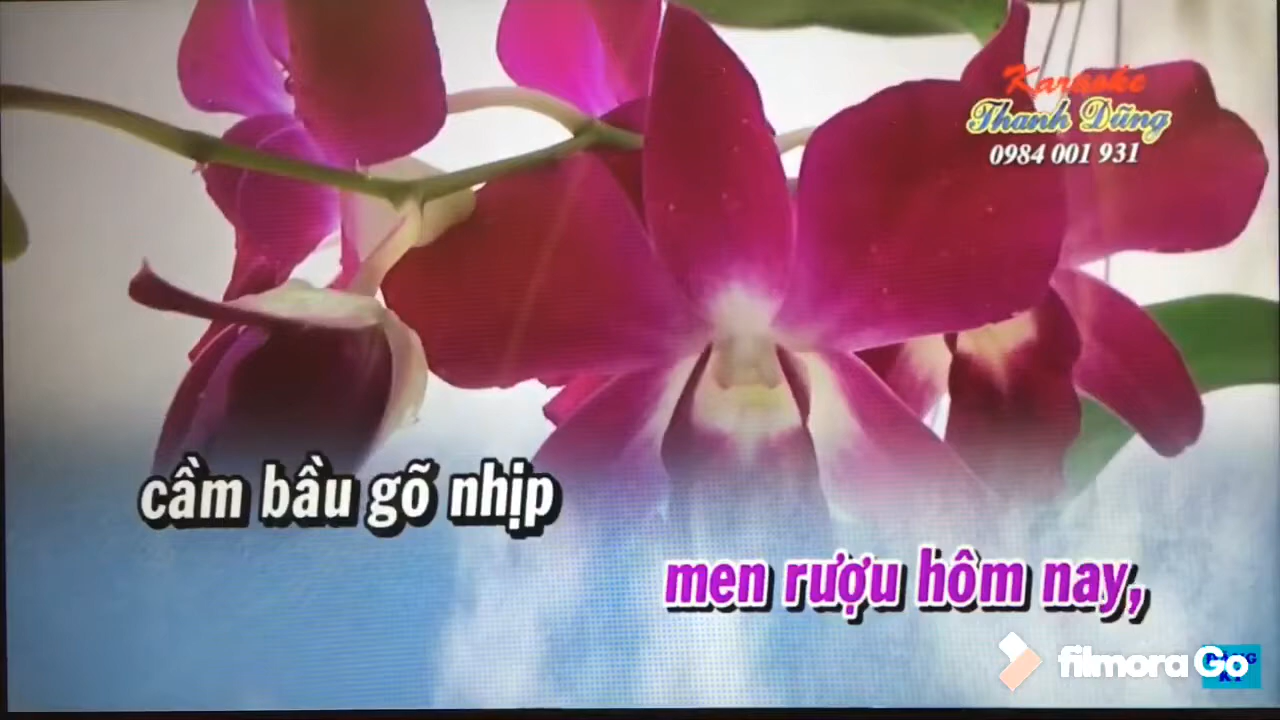 Karaoke
Thanh Dũng
0984 001 931
cầm bầu gõ nhịp
men rượu hôm nay,
filmora Go